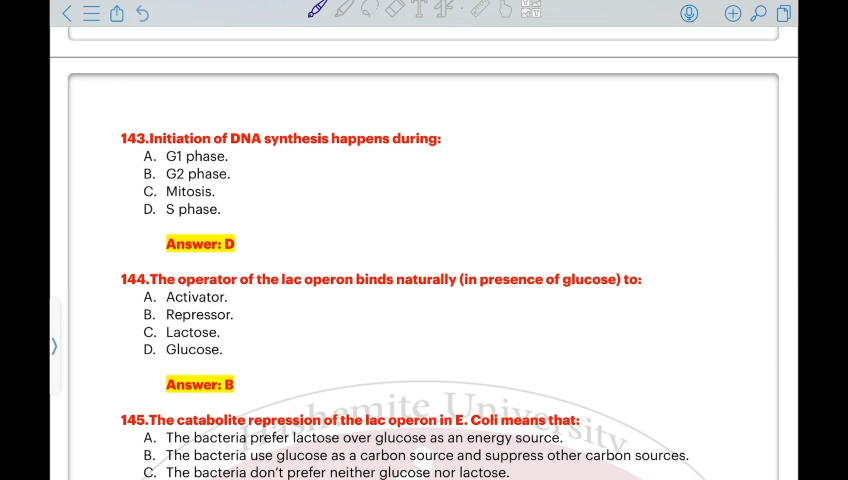 143.Initiation of DNA synthesis happens during:
A. G1 phase.
B. G2 phase.
C. Mitosis.
D. S phase.
Answer: D
144.The operator of the lac operon binds naturally (in presence of glucose) to:
A. Activator.
B. Repressor.
C. Lactose.
D. Glucose.
Answer: B
Hashemite University
145.The catabolite repression of the lac operon in E. Coli means that:
A. The bacteria prefer lactose over glucose as an energy source.
B. The bacteria use glucose as a carbon source and suppress other carbon sources.
C. The bacteria don't prefer neither glucose nor lactose.